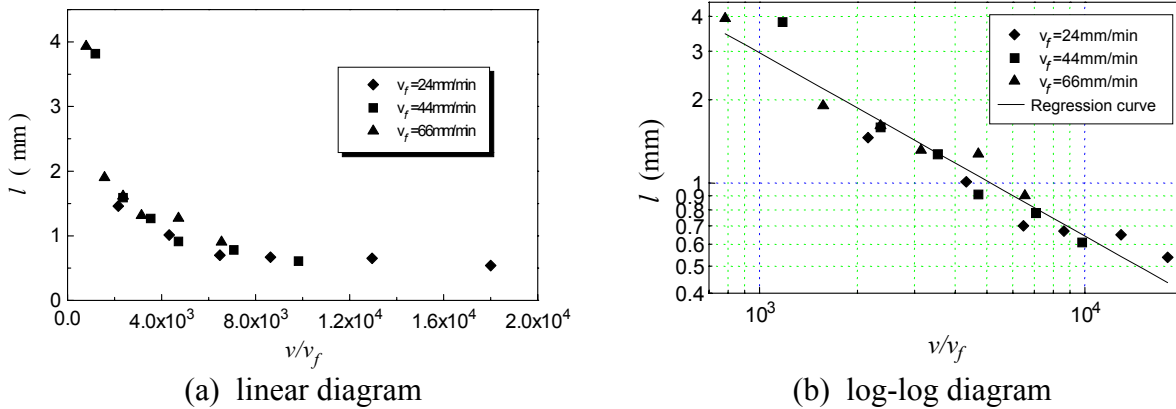 4
3
2
1
0
l ( mm )
v_f =24mm/min
v_f =44mm/min
v_f =66mm/min
0.0 4.0x10³ 8.0x10³ 1.2x10⁴ 1.6x10⁴ 2.0x10⁴
v/v_f
(a) linear diagram
4
3
2
1
0.9
0.8
0.7
0.6
0.5
0.4
l (mm)
v_f =24mm/min
v_f =44mm/min
v_f =66mm/min
Regression curve
10³ 10⁴
v/v_f
(b) log-log diagram